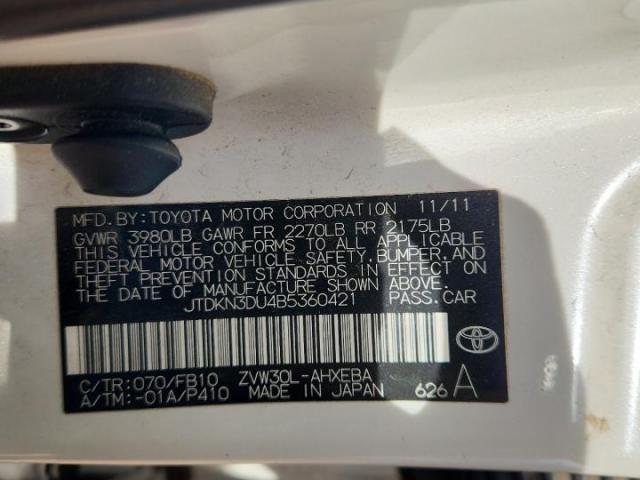 MFD. BY: TOYOTA MOTOR CORPORATION 11/11
GVWR 3980LB GAWR FR 2270LB RR 2175LB
THIS VEHICLE CONFORMS TO ALL APPLICABLE
FEDERAL MOTOR VEHICLE SAFETY, BUMPER, AND
THEFT PREVENTION STANDARDS IN EFFECT ON
THE DATE OF MANUFACTURE SHOWN ABOVE.
JTDKN3DU4B5360421 PASS. CAR
C/TR: 070/FB10 ZVW30L-AHXEBA
A/TM: -01A/P410 MADE IN JAPAN 626 A